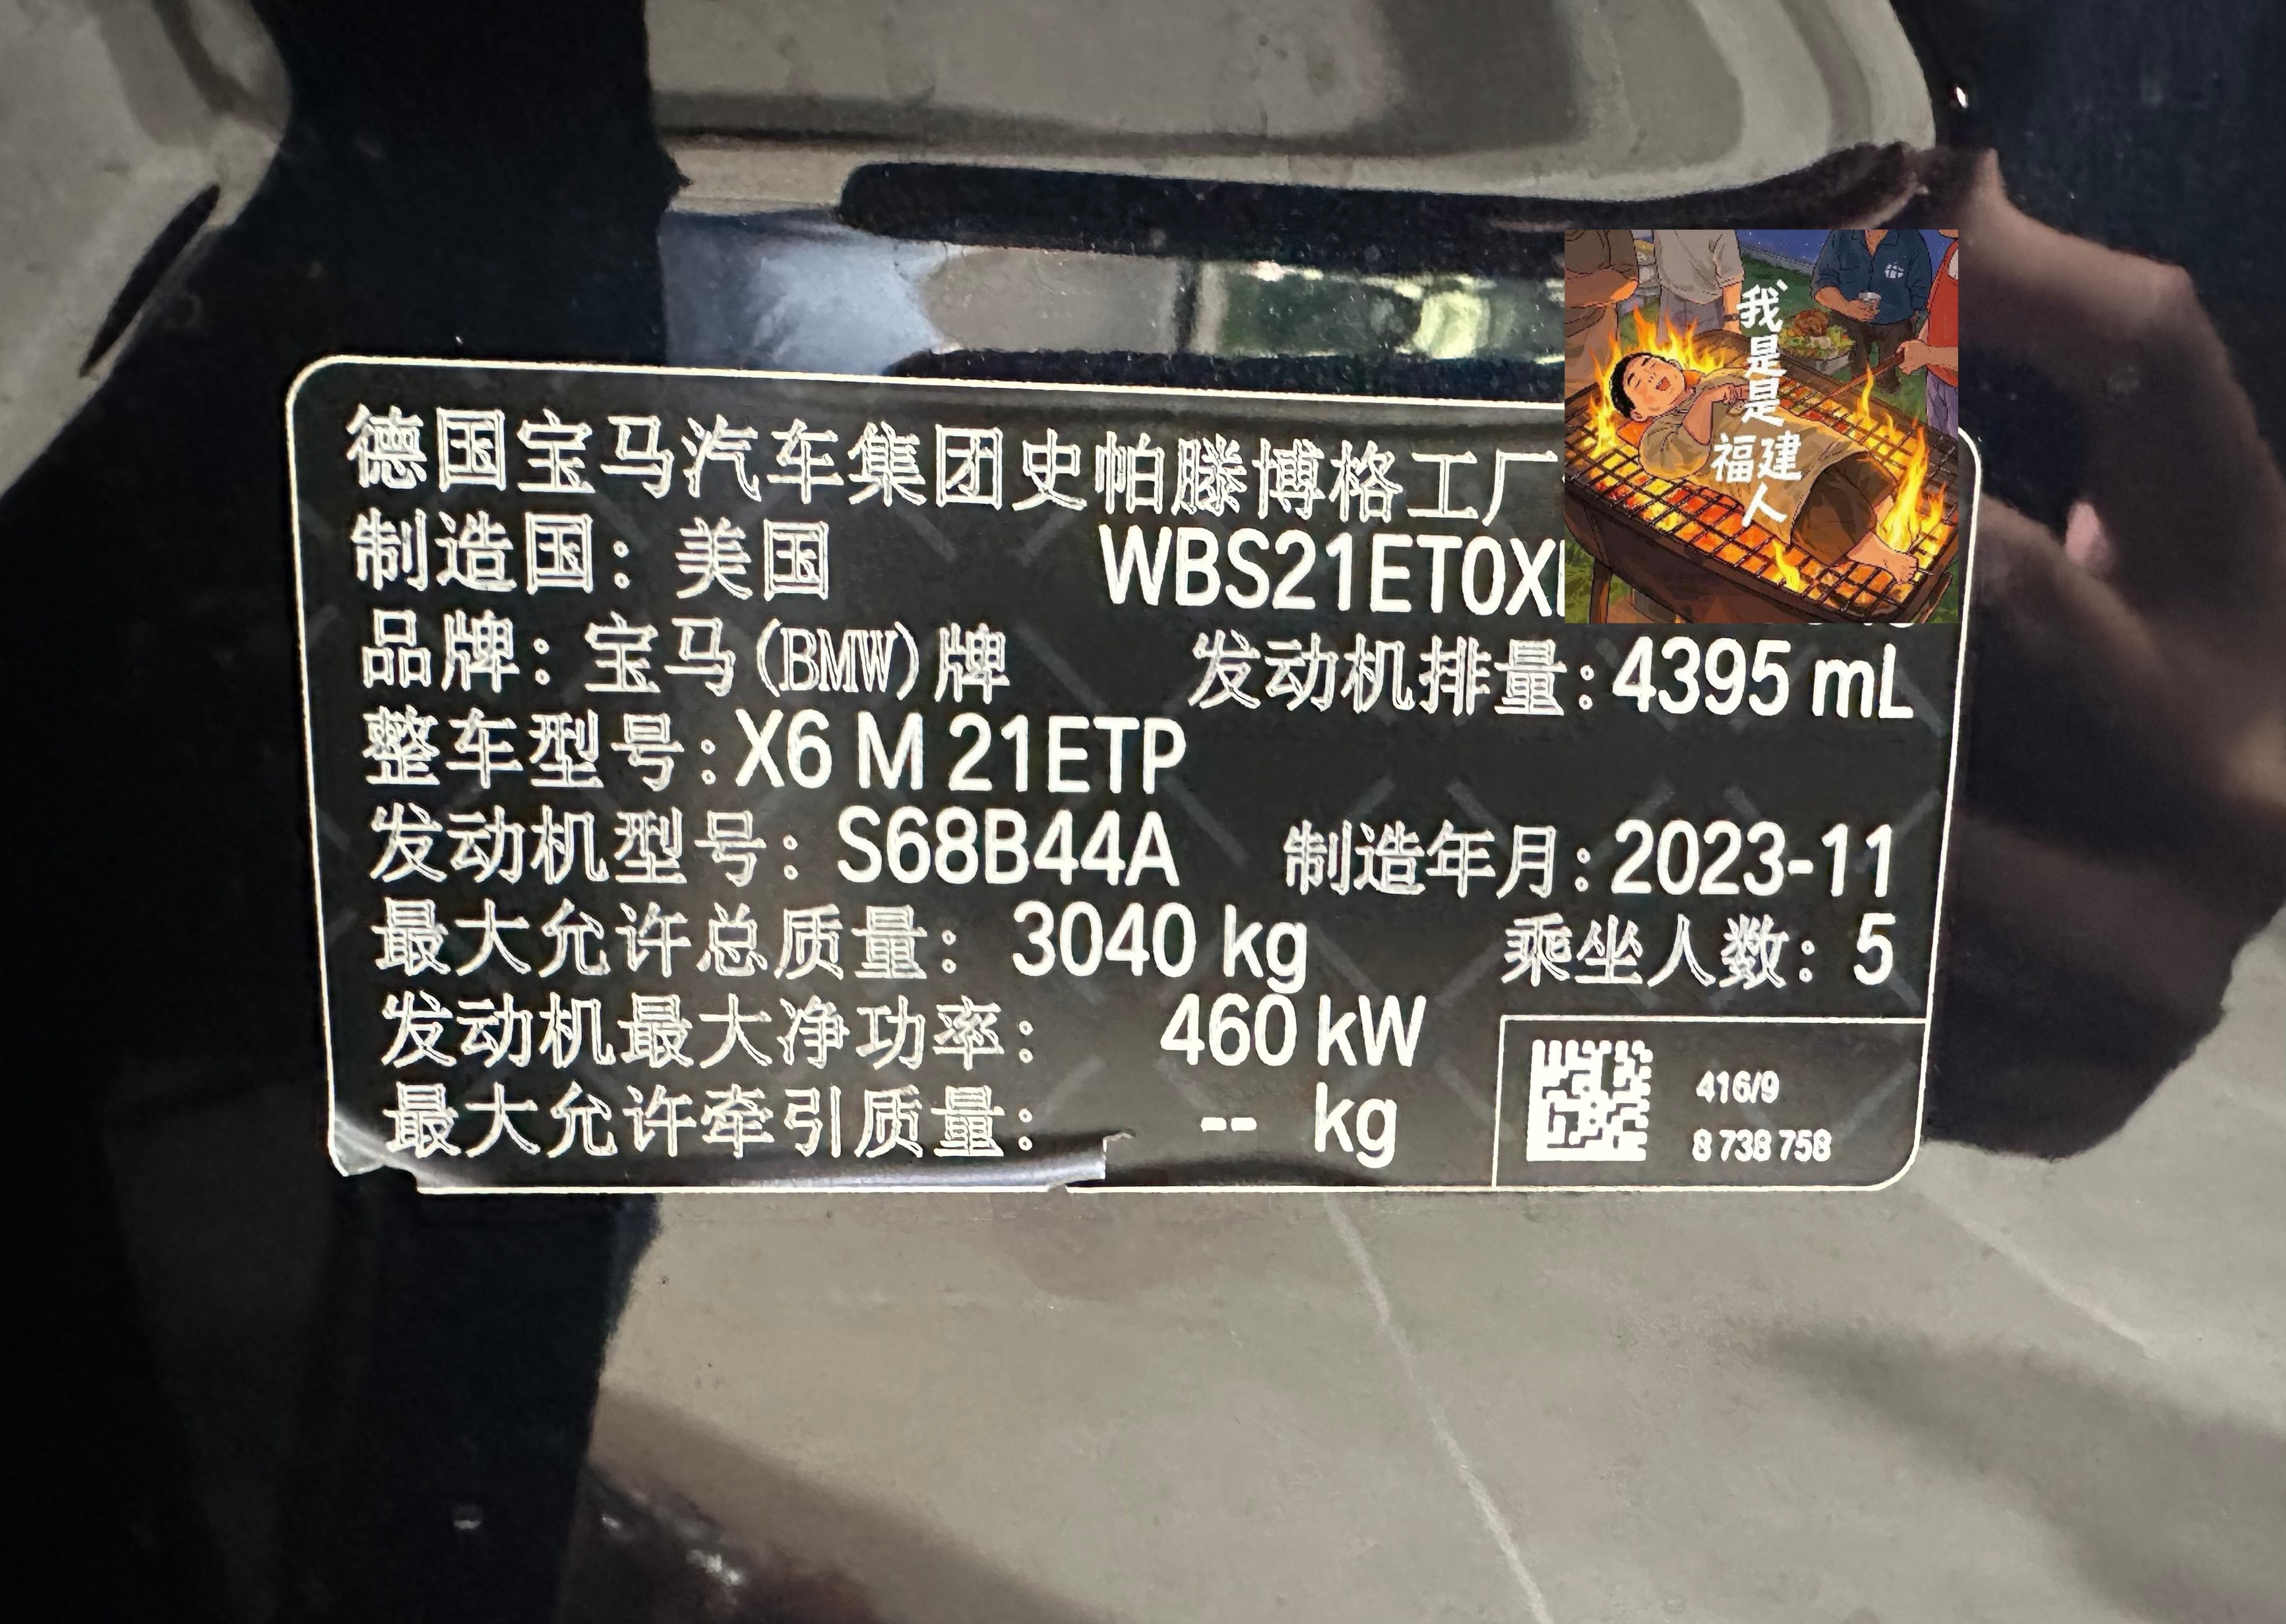 德国宝马汽车集团史帕滕博格工厂
制造国：美国 WBS21ET0X
品牌：宝马(BMW)牌 发动机排量：4395 mL
整车型号：X6 M 21ETP
发动机型号：S68B44A 制造年月：2023-11
最大允许总质量：3040 kg 乘坐人数：5
发动机最大净功率：460 kW
最大允许牵引质量：-- kg
416/9
8 738 758
我是是福建人